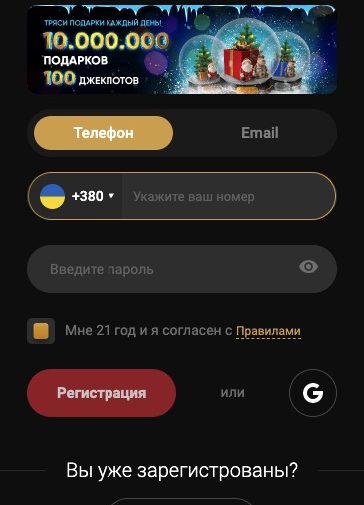 ТРЯСИ ПОДАРКИ КАЖДЫЙ ДЕНЬ!
10.000.000
ПОДАРКОВ
100 ДЖЕКПОТОВ
Телефон
Email
+380
Укажите ваш номер
Введите пароль
Мне 21 год и я согласен с Правилами
Регистрация
или
G
Вы уже зарегистрированы?